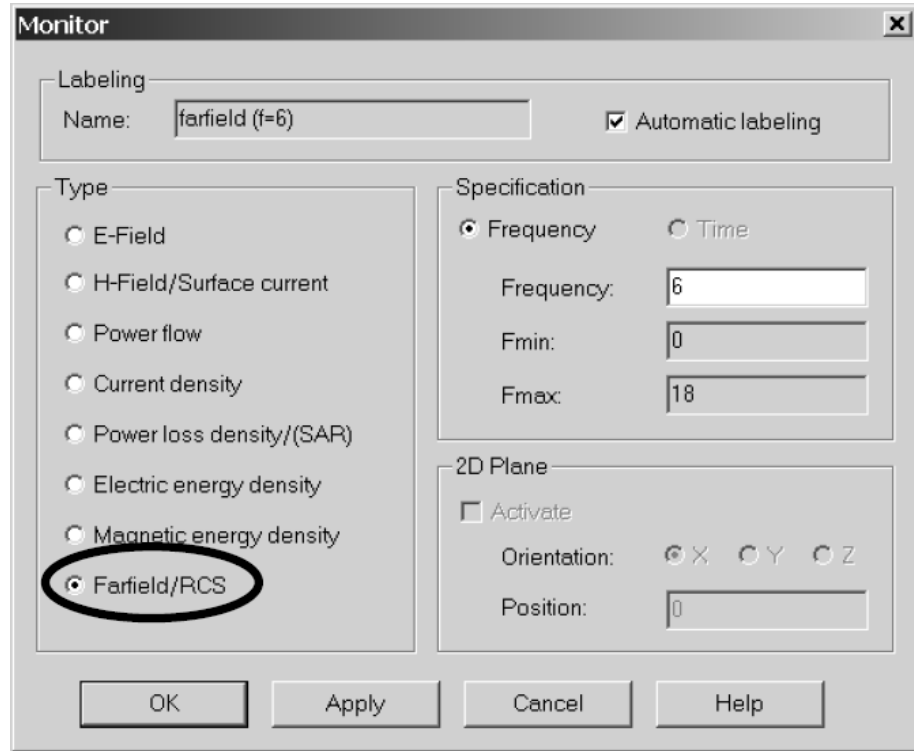 Monitor
Labeling
Name: farfield (f=6) Automatic labeling
Type
E-Field
H-Field/Surface current
Power flow
Current density
Power loss density/(SAR)
Electric energy density
Magnetic energy density
Farfield/RCS
Specification
Frequency Time
Frequency: 6
Fmin: 0
Fmax: 18
2D Plane
Activate
Orientation: X Y Z
Position: 0
OK Apply Cancel Help